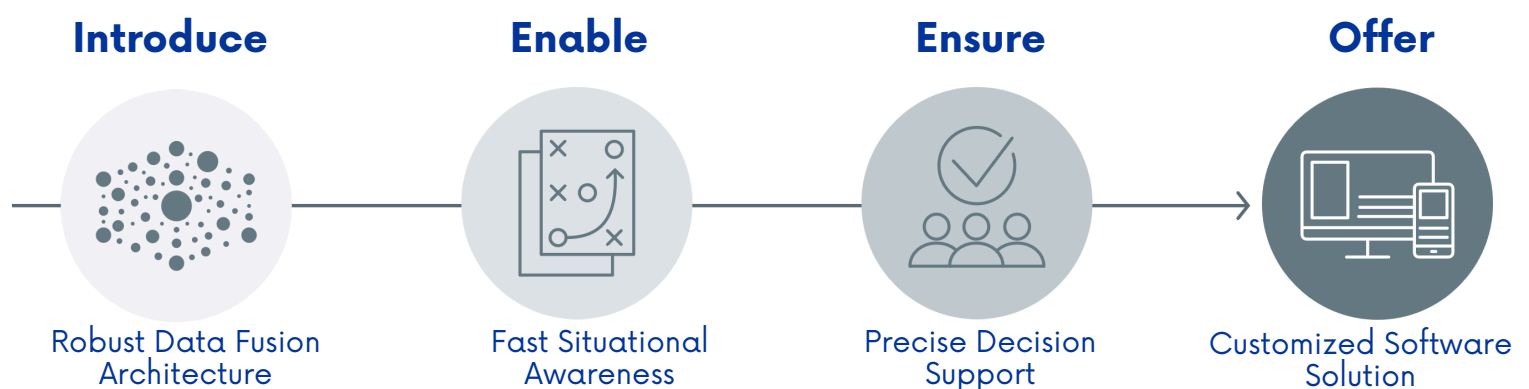 Introduce
Robust Data Fusion
Architecture
Enable
Fast Situational
Awareness
Ensure
Precise Decision
Support
Offer
Customized Software
Solution